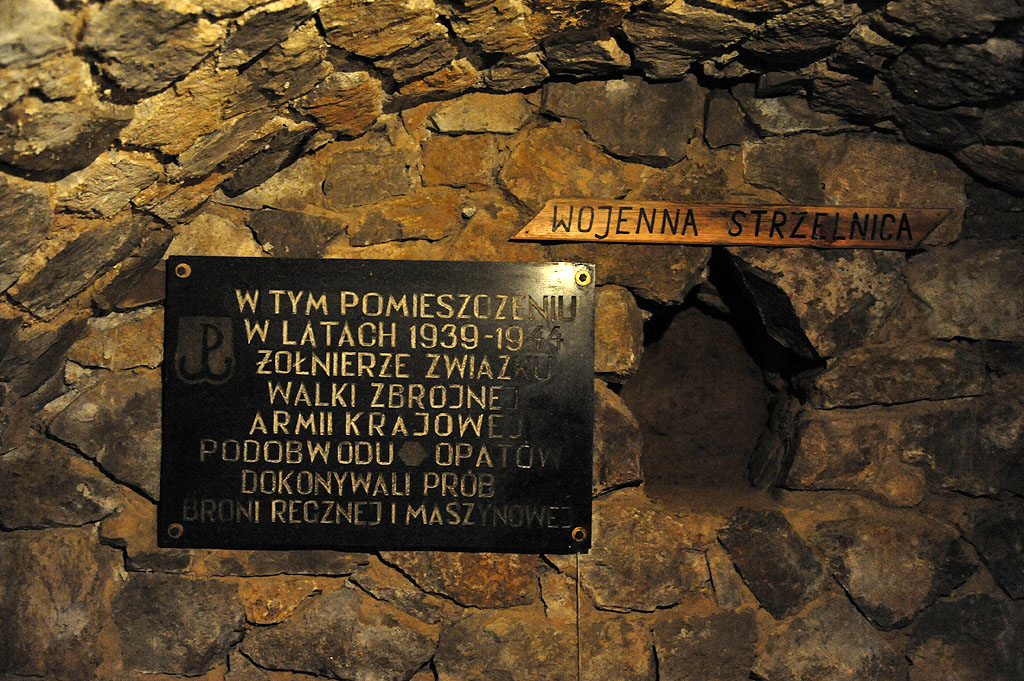 WOJENNA STRZELNICA
W TYM POMIESZCZENIU
W LATACH 1939-1944
ŻOŁNIERZE ZWIĄZKU
WALKI ZBROJNEJ
ARMII KRAJOWEJ
PODOBWODU OPATÓW
DOKONYWALI PRÓB
BRONI RECZNEJ I MASZYNOWEJ